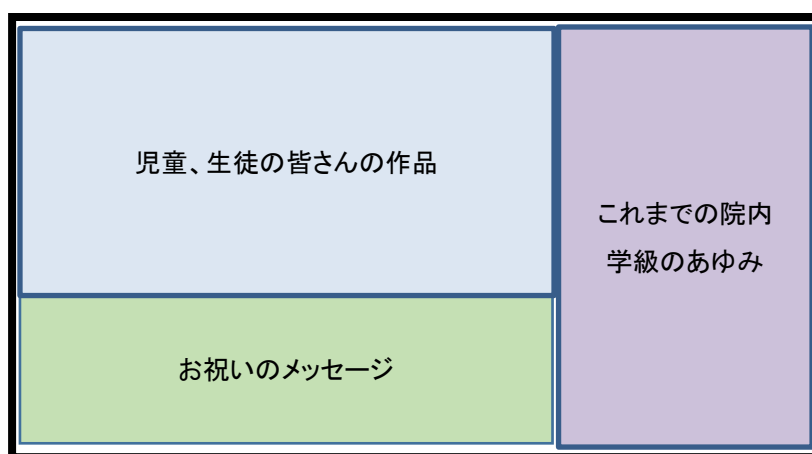 児童、生徒の皆さんの作品
お祝いのメッセージ
これまでの院内
学級のあゆみ